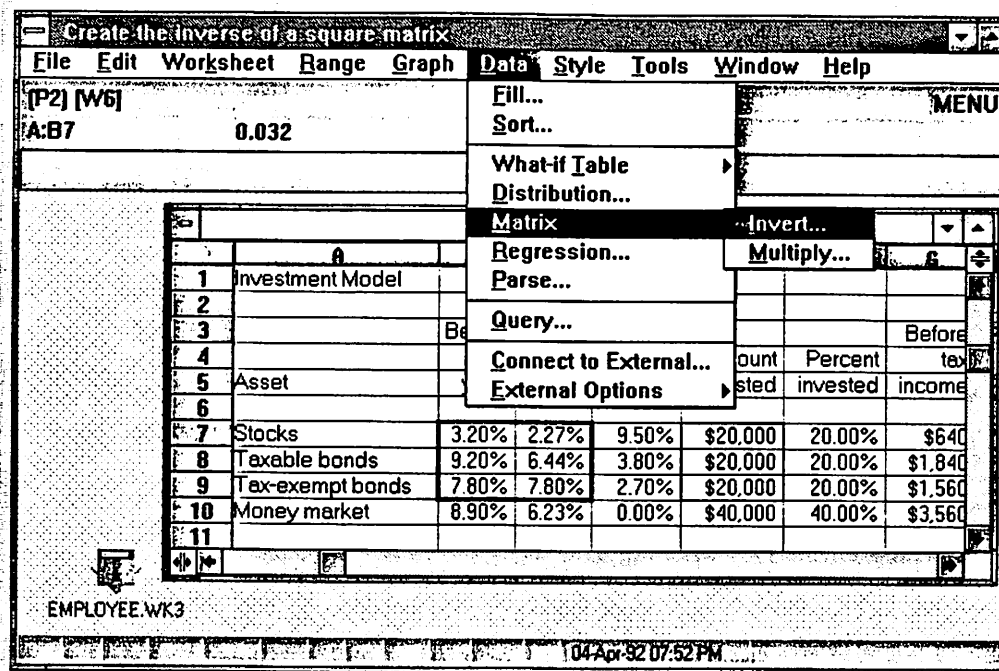 Create the inverse of a square matrix
File Edit Worksheet Range Graph Data Style Tools Window Help
[P2] [W6] MENU
A:B7 0.032
Fill...
Sort...
What-if Table
Distribution...
Matrix
Regression...
Parse...
Query...
Connect to External...
External Options
Invert...
Multiply...
A G
1 Investment Model
2
3 Be Before
4 ount Percent tax
5 Asset sted invested income
6
7 Stocks 3.20% 2.27% 9.50% $20,000 20.00% $640
8 Taxable bonds 9.20% 6.44% 3.80% $20,000 20.00% $1,840
9 Tax-exempt bonds 7.80% 7.80% 2.70% $20,000 20.00% $1,560
10 Money market 8.90% 6.23% 0.00% $40,000 40.00% $3,560
11
EMPLOYEE.WK3
04-Apr-92 07:52 PM